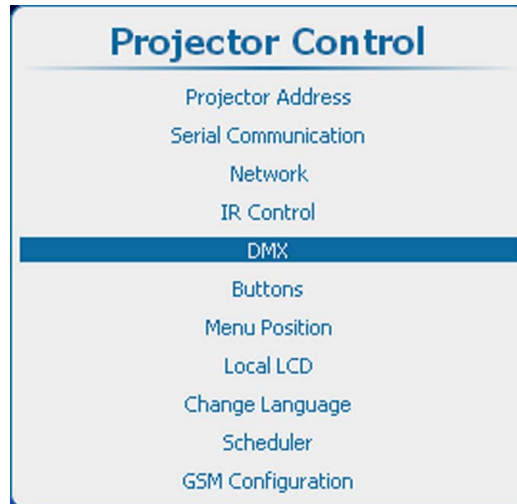 Projector Control
Projector Address
Serial Communication
Network
IR Control
DMX
Buttons
Menu Position
Local LCD
Change Language
Scheduler
GSM Configuration